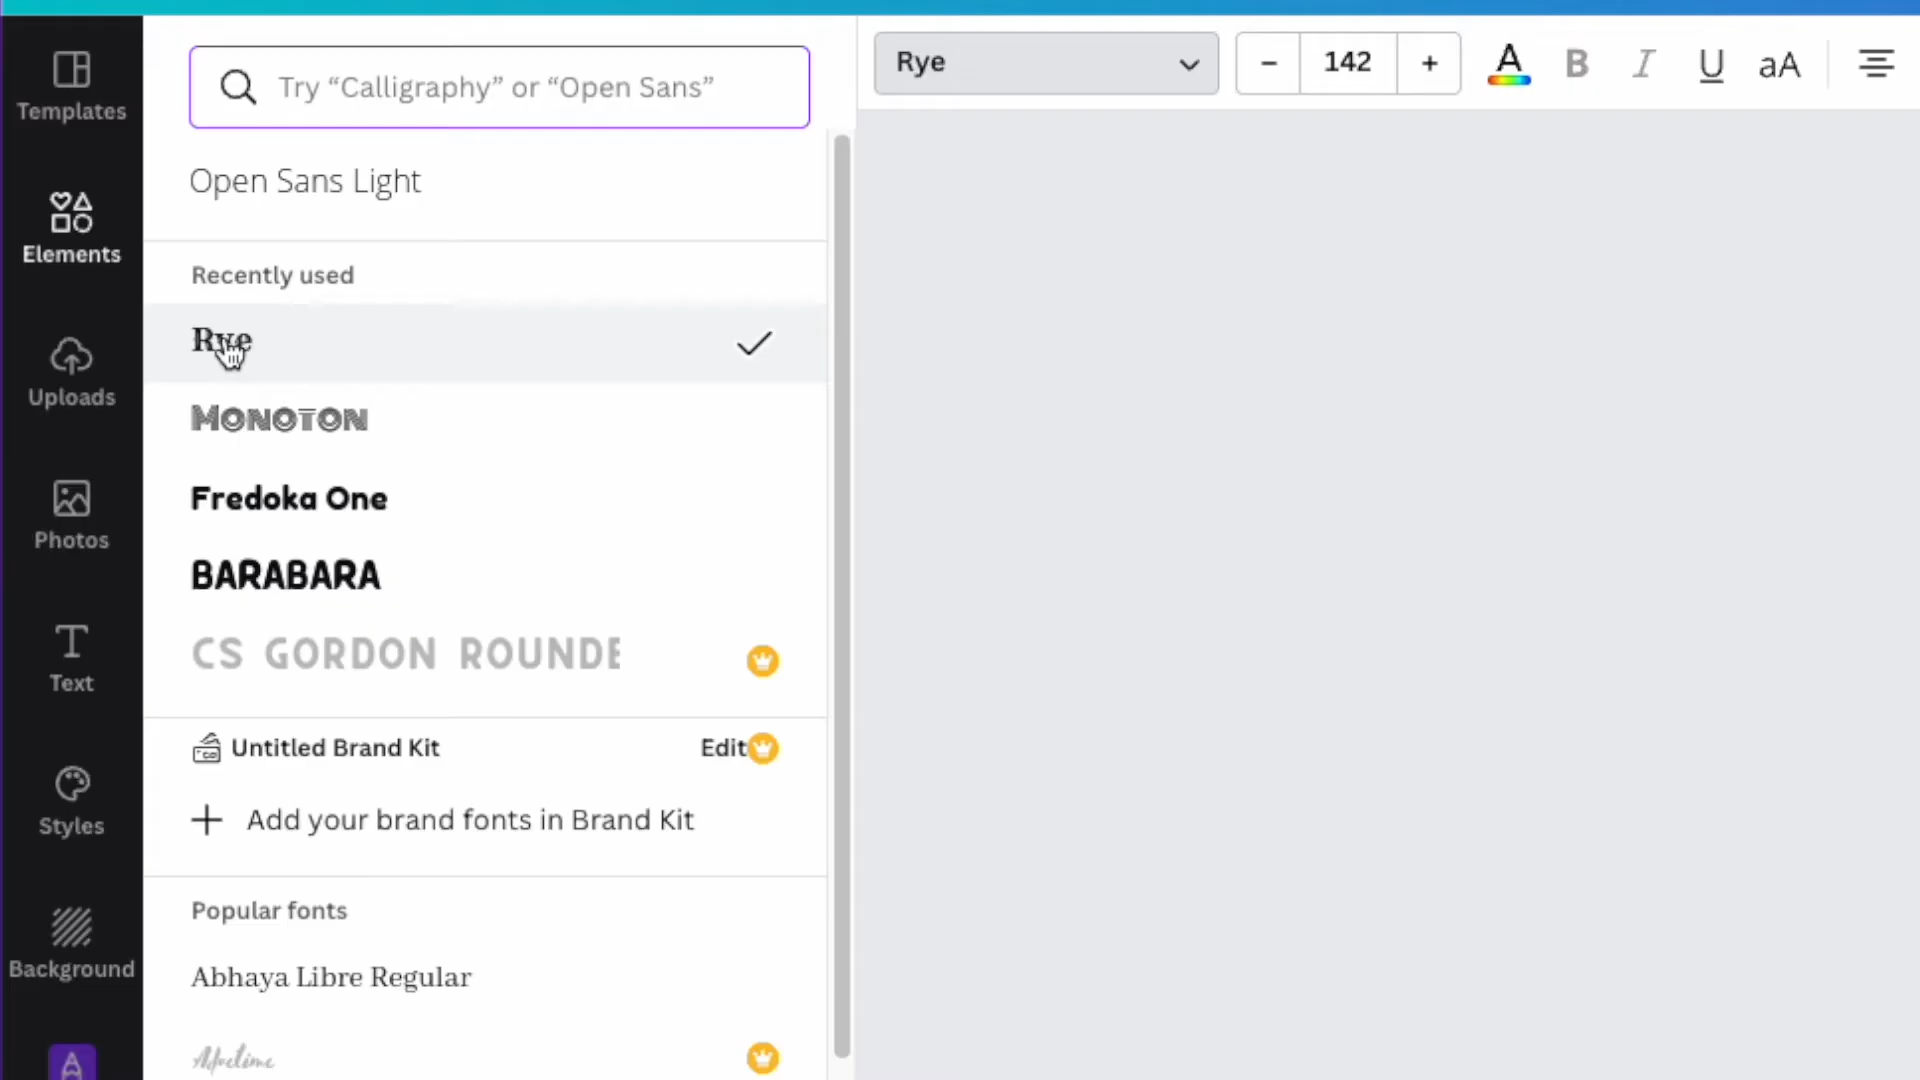 Templates
Elements
Uploads
Photos
Text
Styles
Background
Try “Calligraphy” or “Open Sans”
Open Sans Light
Recently used
Rye
MONOTON
Fredoka One
BARABARA
CS GORDON ROUNDE
Untitled Brand Kit Edit
Add your brand fonts in Brand Kit
Popular fonts
Abhaya Libre Regular
Rye
− 142 + A B I U aA